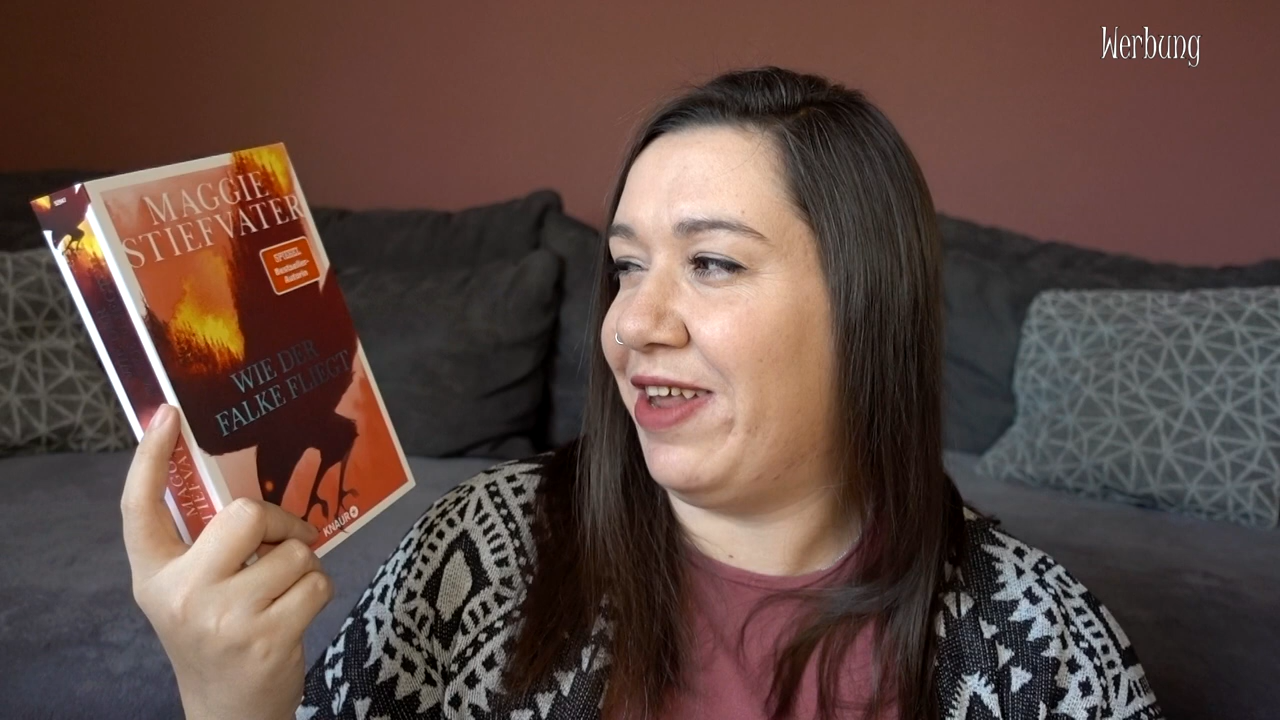 Werbung
MAGGIE
STIEFVATER
SPIEGEL
Bestseller-
Autorin
WIE DER
FALKE FLIEGT
KNAUR